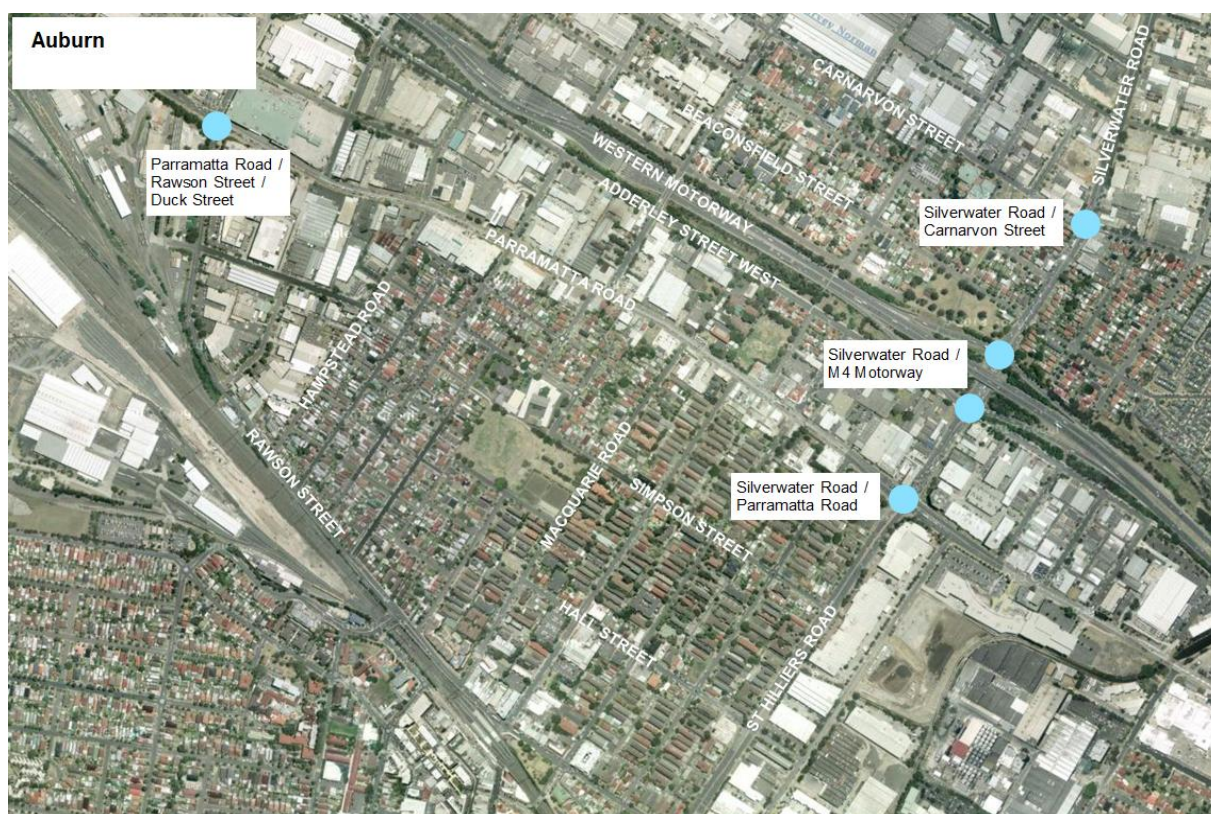 Auburn
Harvey Norman
CARNARVON STREET
SILVERWATER ROAD
BEACONSFIELD STREET
WESTERN MOTORWAY
ADDERLEY STREET WEST
Parramatta Road /
Rawson Street /
Duck Street
Silverwater Road /
Carnarvon Street
PARRAMATTA ROAD
HAMPSTEAD ROAD
Silverwater Road /
M4 Motorway
RAWSON STREET
MACQUARIE ROAD
SIMPSON STREET
Silverwater Road /
Parramatta Road
HALL STREET
ST HILLIERS ROAD